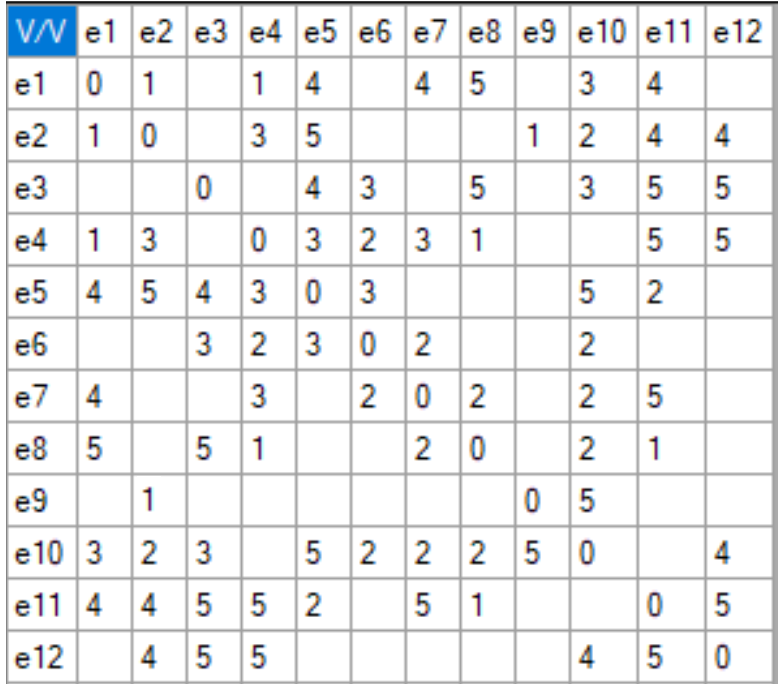 V/V e1 e2 e3 e4 e5 e6 e7 e8 e9 e10 e11 e12
e1 0 1 1 4 4 5 3 4
e2 1 0 3 5 1 2 4 4
e3 0 4 3 5 3 5 5
e4 1 3 0 3 2 3 1 5 5
e5 4 5 4 3 0 3 5 2
e6 3 2 3 0 2 2
e7 4 3 2 0 2 2 5
e8 5 5 1 2 0 2 1
e9 1 0 5
e10 3 2 3 5 2 2 2 5 0 4
e11 4 4 5 5 2 5 1 0 5
e12 4 5 5 4 5 0